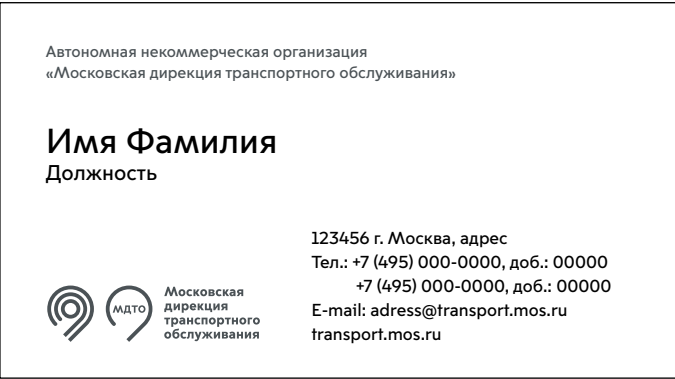 Автономная некоммерческая организация
«Московская дирекция транспортного обслуживания»
Имя Фамилия
Должность
123456 г. Москва, адрес
Тел.: +7 (495) 000-0000, доб.: 00000
+7 (495) 000-0000, доб.: 00000
E-mail: adress@transport.mos.ru
transport.mos.ru
МДТО
Московская
дирекция
транспортного
обслуживания